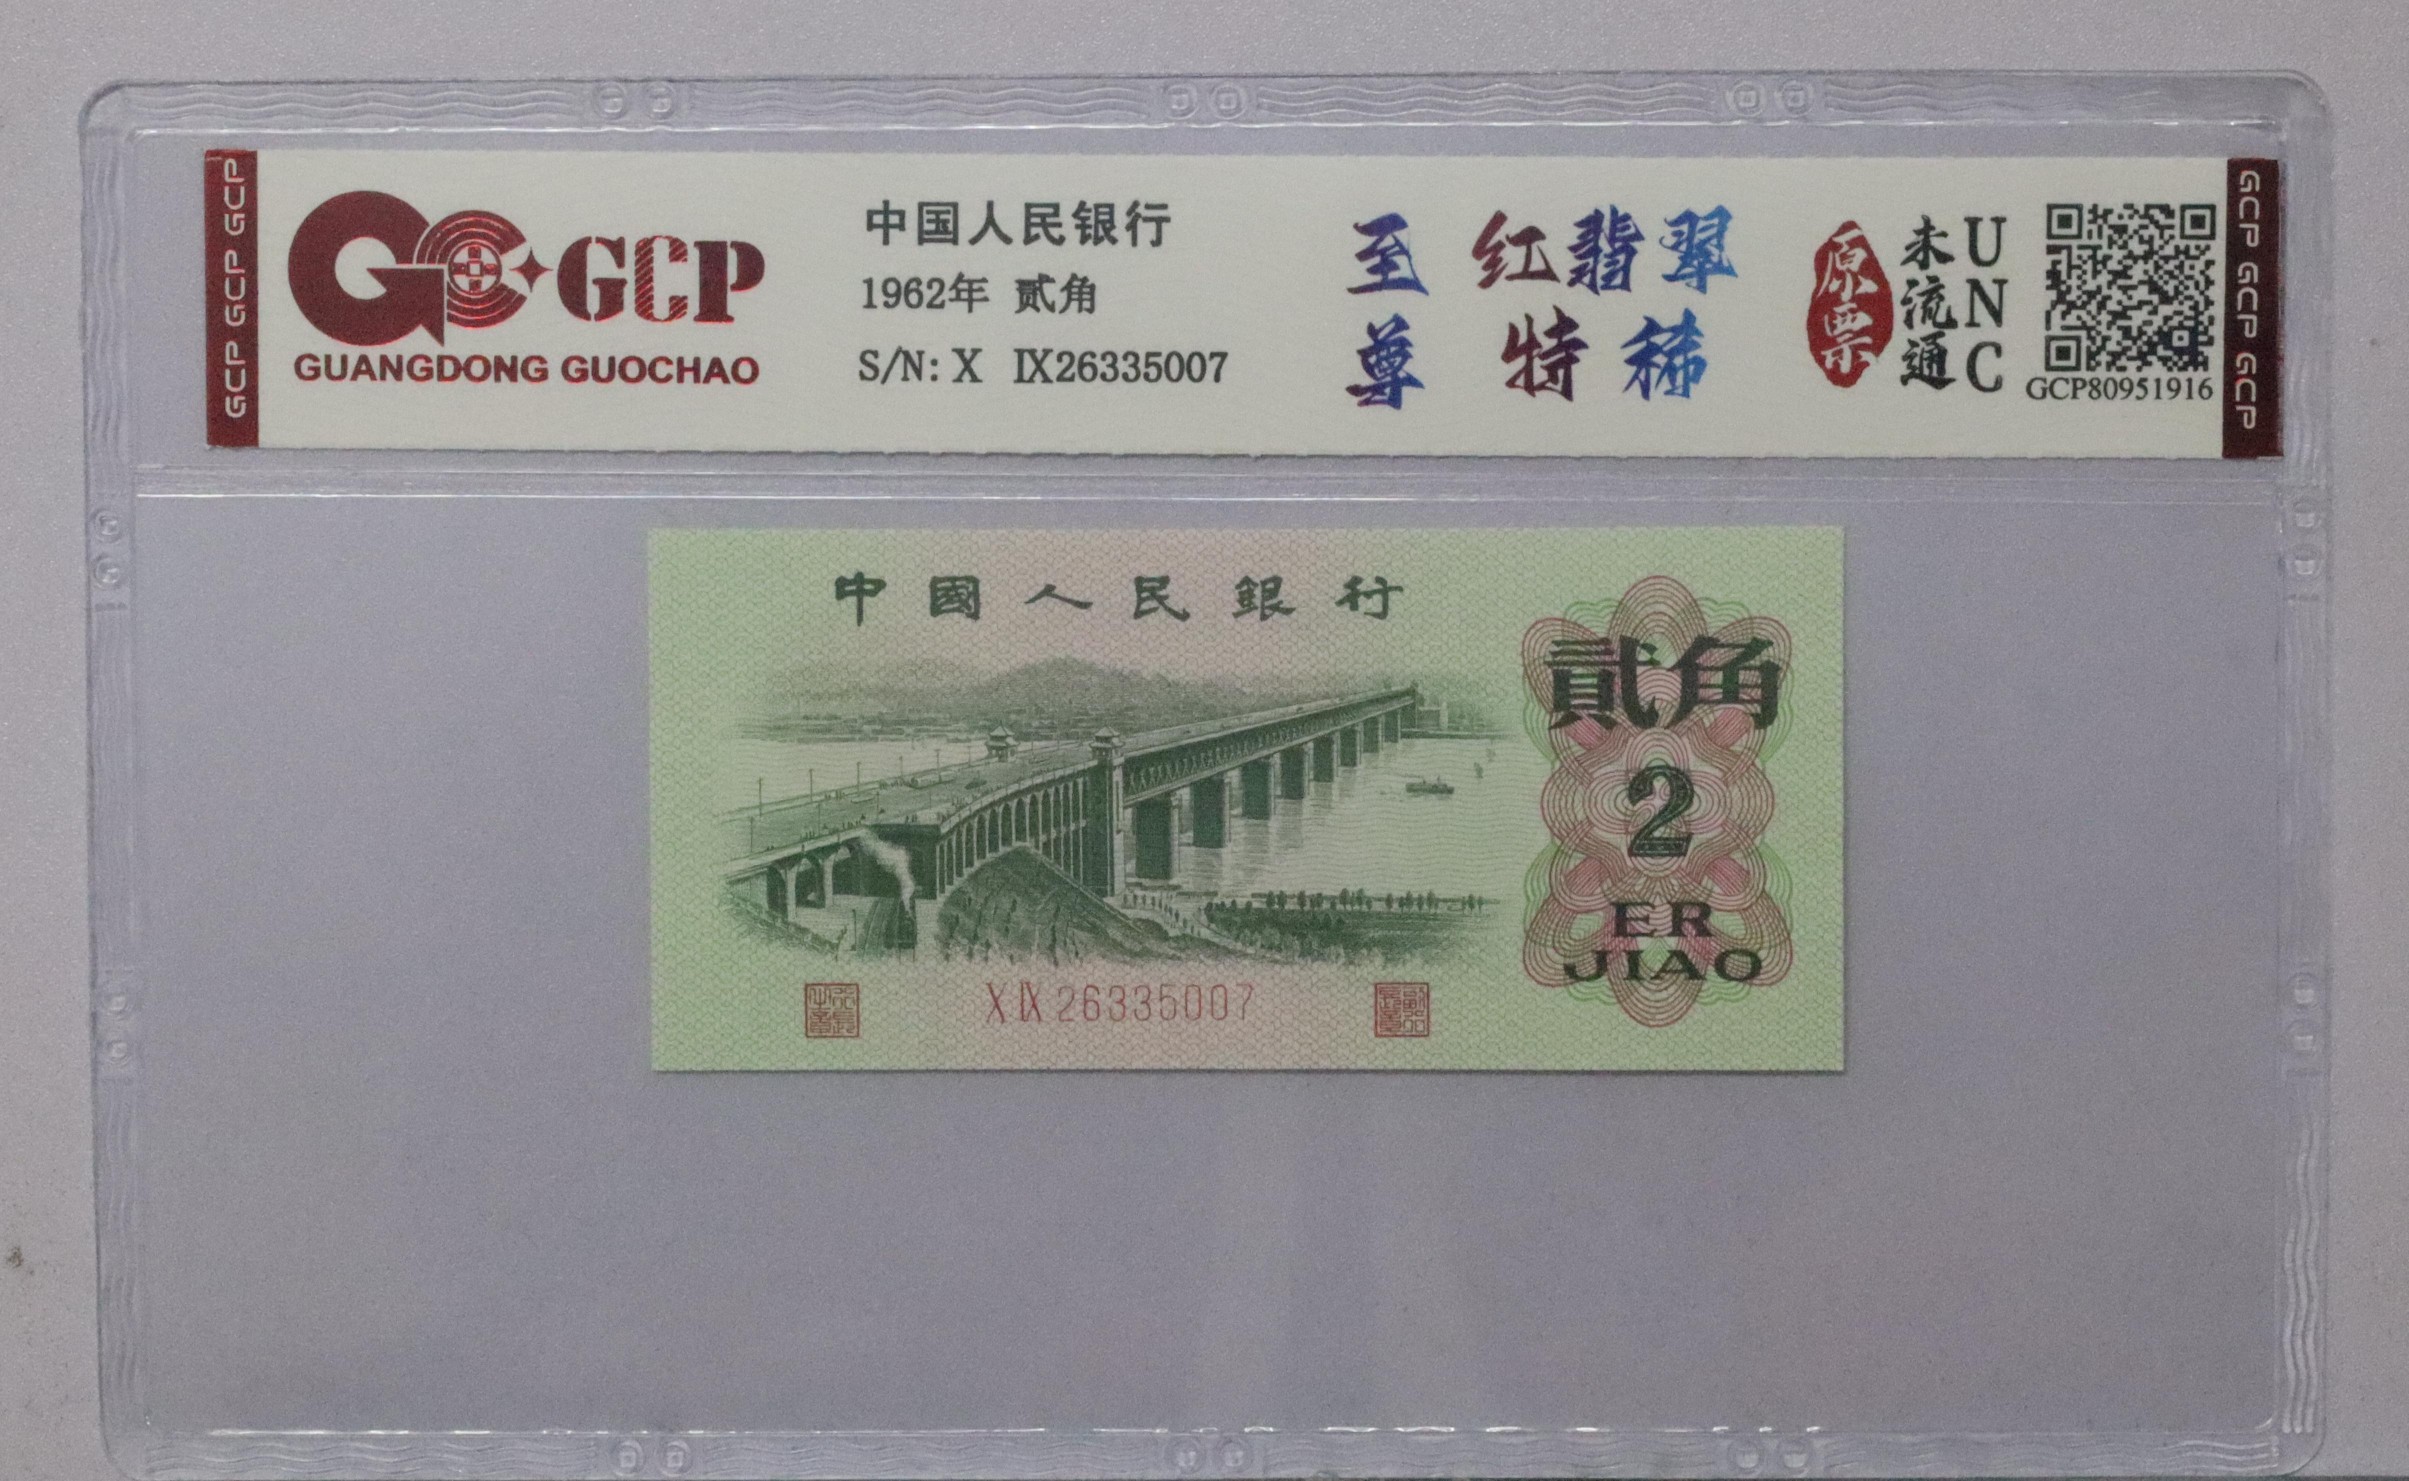 GCP GCP GCP
GCP
GUANGDONG GUOCHAO
中国人民银行
1962年 贰角
S/N: X ⅠX26335007
至尊
红翡翠
特稀
原票
未流通
UNC
GCP80951916
GCP GCP GCP
中國人民銀行
貳角
2
ER
JIAO
X IX 26335007